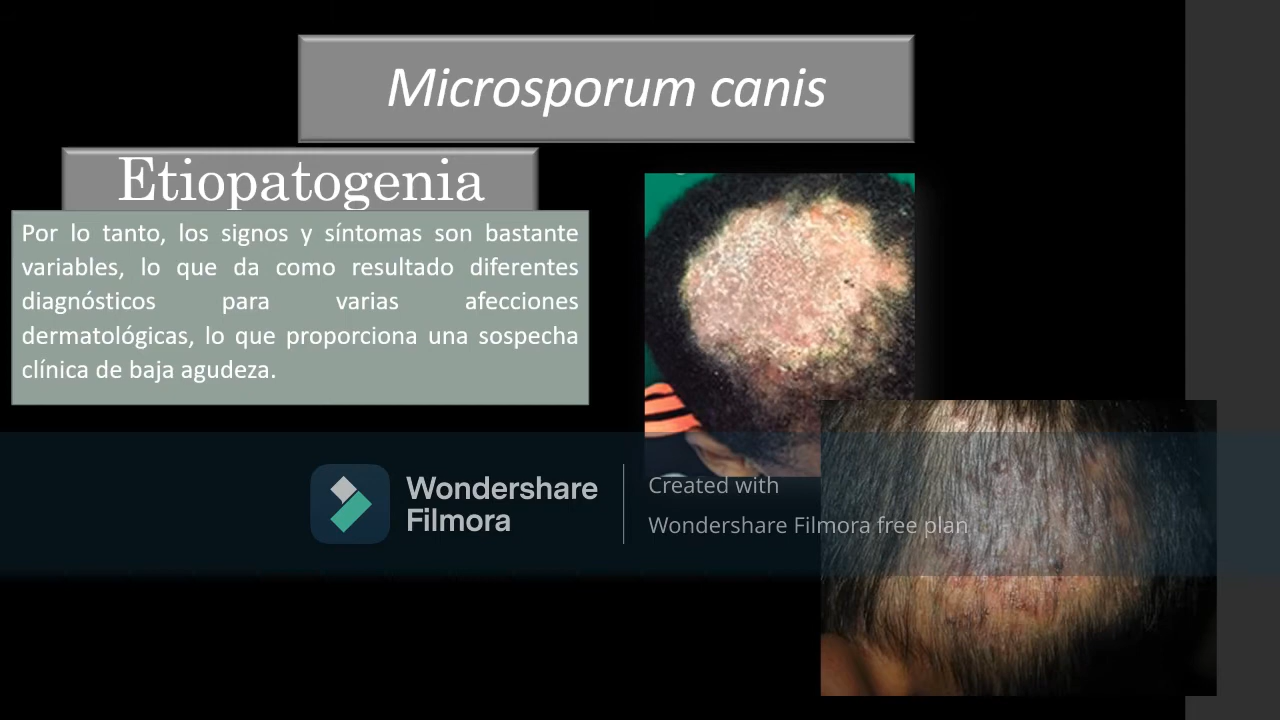 Microsporum canis
Etiopatogenia
Por lo tanto, los signos y síntomas son bastante
variables, lo que da como resultado diferentes
diagnósticos para varias afecciones
dermatológicas, lo que proporciona una sospecha
clínica de baja agudeza.
Wondershare
Filmora
Created with
Wondershare Filmora free plan